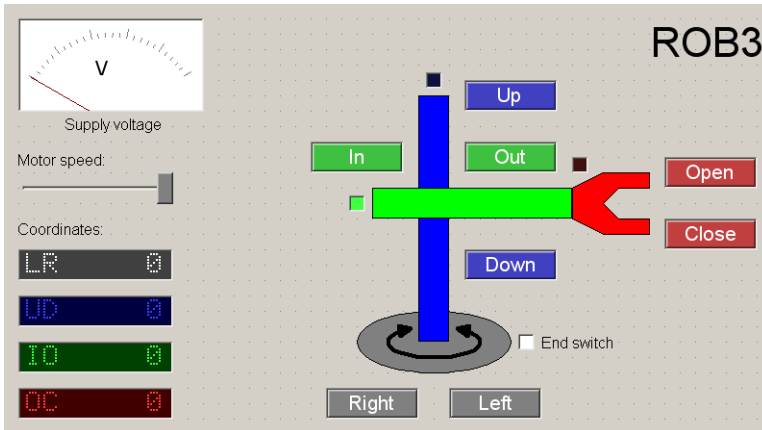 ROB3
V
Supply voltage
Up
In
Out
Motor speed:
Open
Coordinates:
Close
LR 0
Down
UD 0
IO 0
End switch
OC 0
Right
Left